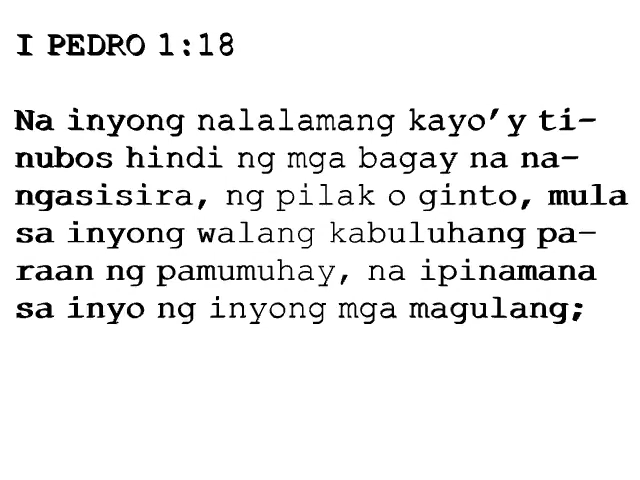 I PEDRO 1:18
Na inyong nalalamang kayo'y ti-
nubos hindi ng mga bagay na na-
ngasisira, ng pilak o ginto, mula
sa inyong walang kabuluhang pa-
raan ng pamumuhay, na ipinamana
sa inyo ng inyong mga magulang;